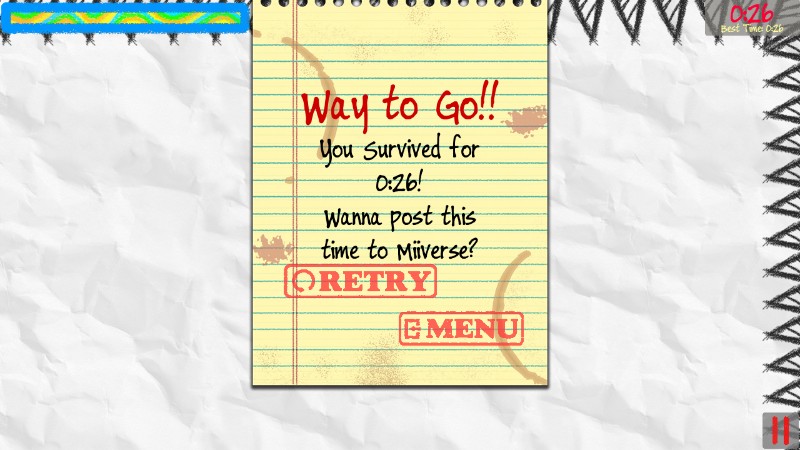 0:26
Best Time: 0:26
Way to Go!!
You Survived for
0:26!
Wanna post this
time to Miiverse?
RETRY
MENU